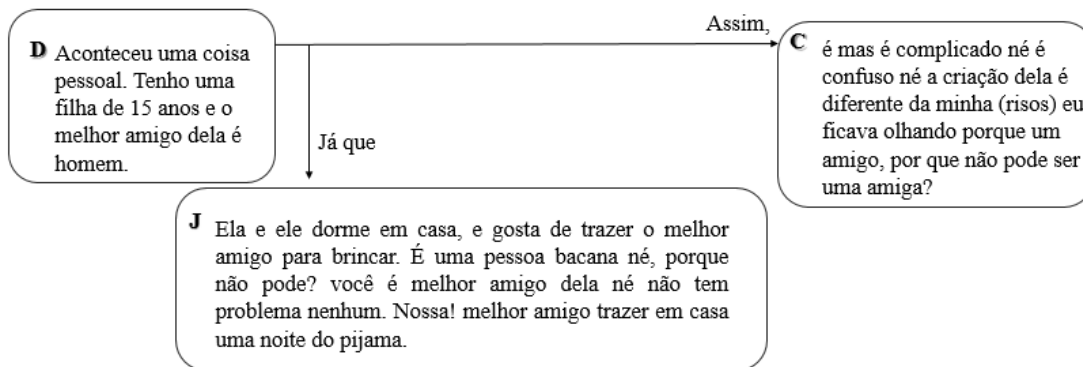 D Aconteceu uma coisa
pessoal. Tenho uma
filha de 15 anos e o
melhor amigo dela é
homem.
Assim,
C é mas é complicado né é
confuso né a criação dela é
diferente da minha (risos) eu
ficava olhando porque um
amigo, por que não pode ser
uma amiga?
Já que
J Ela e ele dorme em casa, e gosta de trazer o melhor
amigo para brincar. É uma pessoa bacana né, porque
não pode? você é melhor amigo dela né não tem
problema nenhum. Nossa! melhor amigo trazer em casa
uma noite do pijama.